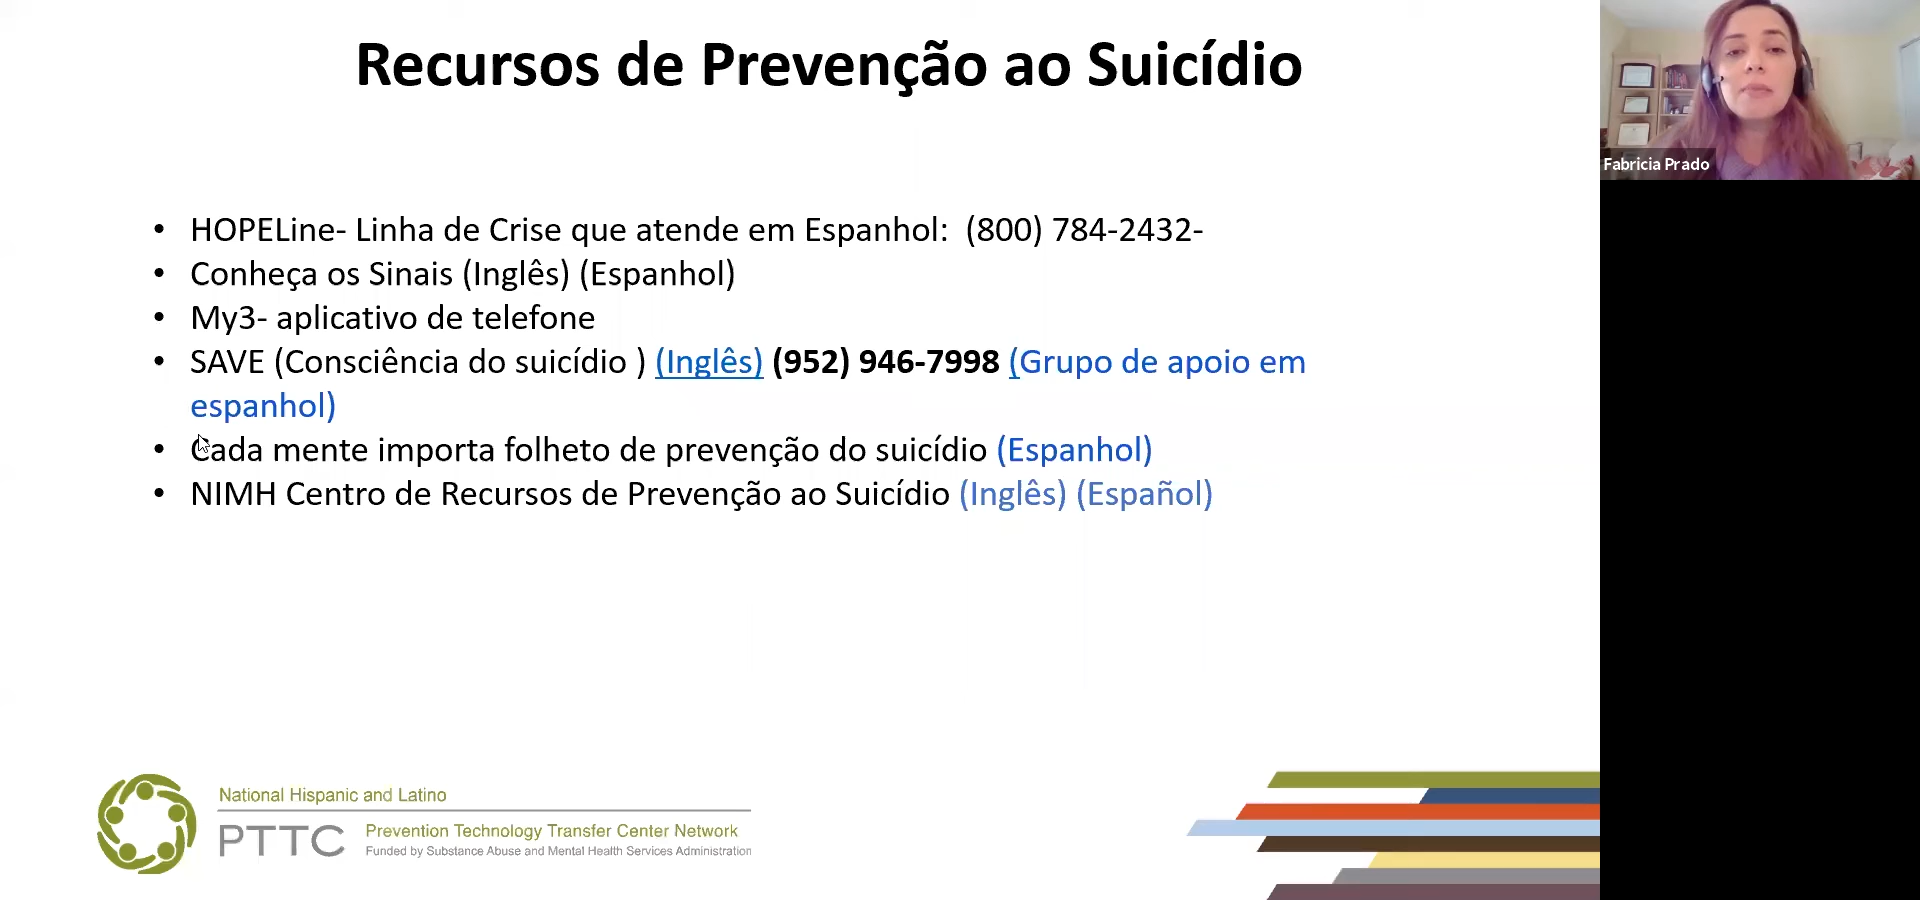 Recursos de Prevenção ao Suicídio
Fabricia Prado
• HOPELine- Linha de Crise que atende em Espanhol:  (800) 784-2432-
• Conheça os Sinais (Inglês) (Espanhol)
• My3- aplicativo de telefone
• SAVE (Consciência do suicídio ) (Inglês) (952) 946-7998 (Grupo de apoio em
espanhol)
• Cada mente importa folheto de prevenção do suicídio (Espanhol)
• NIMH Centro de Recursos de Prevenção ao Suicídio (Inglês) (Español)
National Hispanic and Latino
PTTC
Prevention Technology Transfer Center Network
Funded by Substance Abuse and Mental Health Services Administration